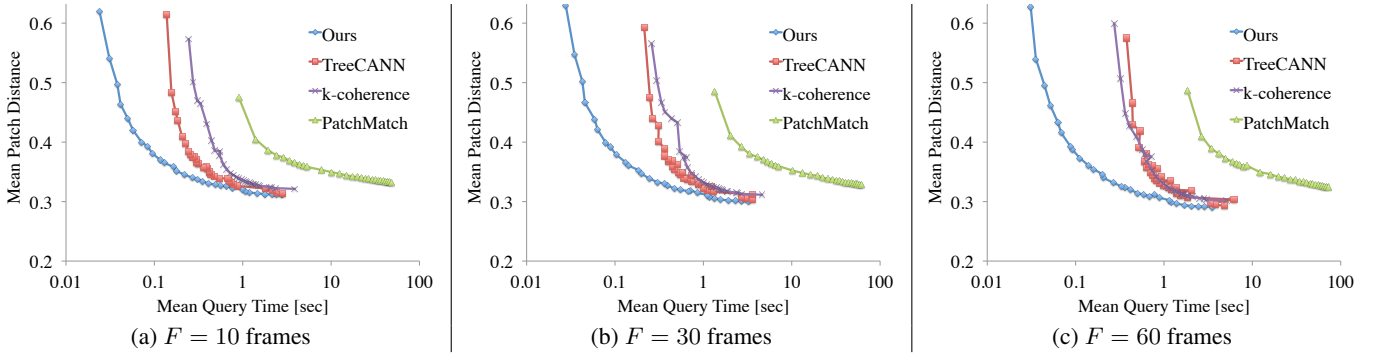 Mean Patch Distance
0.6
0.5
0.4
0.3
0.2
0.01
0.1
1
10
100
Mean Query Time [sec]
Ours
TreeCANN
k-coherence
PatchMatch
(a) F = 10 frames
Mean Patch Distance
0.6
0.5
0.4
0.3
0.2
0.01
0.1
1
10
100
Mean Query Time [sec]
Ours
TreeCANN
k-coherence
PatchMatch
(b) F = 30 frames
Mean Patch Distance
0.6
0.5
0.4
0.3
0.2
0.01
0.1
1
10
100
Mean Query Time [sec]
Ours
TreeCANN
k-coherence
PatchMatch
(c) F = 60 frames